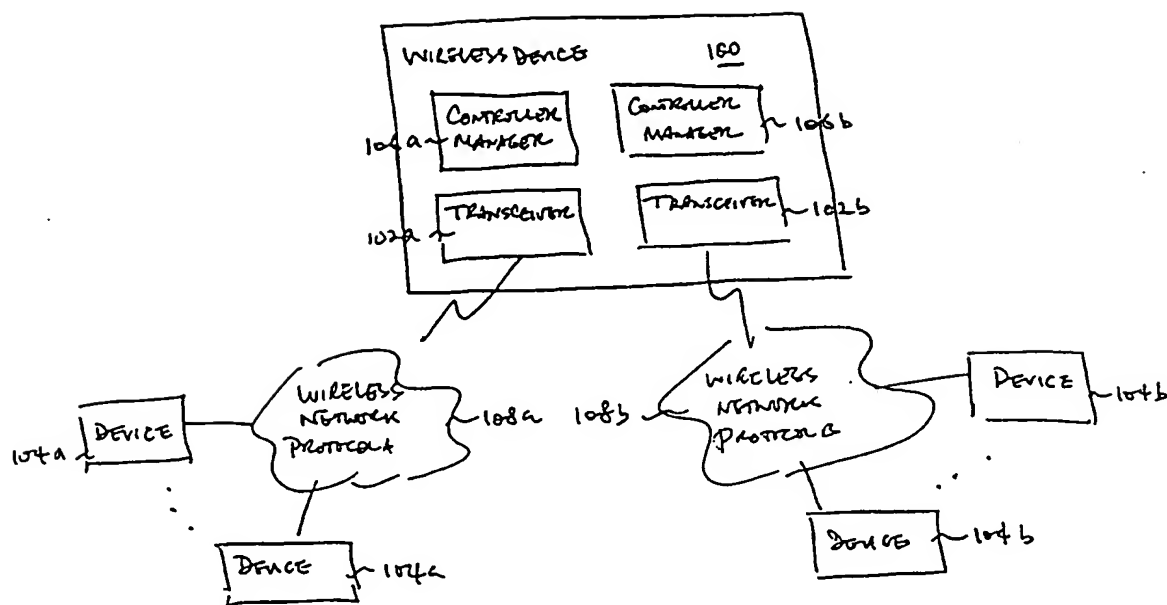 WIRELESS DEVICE 100
CONTROLLER
MANAGER
106a
CONTROLLER
MANAGER
106b
TRANSCEIVER
102a
TRANSCEIVER
102b
WIRELESS
NETWORK
PROTOCOL A
108a
WIRELESS
NETWORK
PROTOCOL B
108b
DEVICE
104a
DEVICE
104b
DEVICE
104a
DEVICE
104b